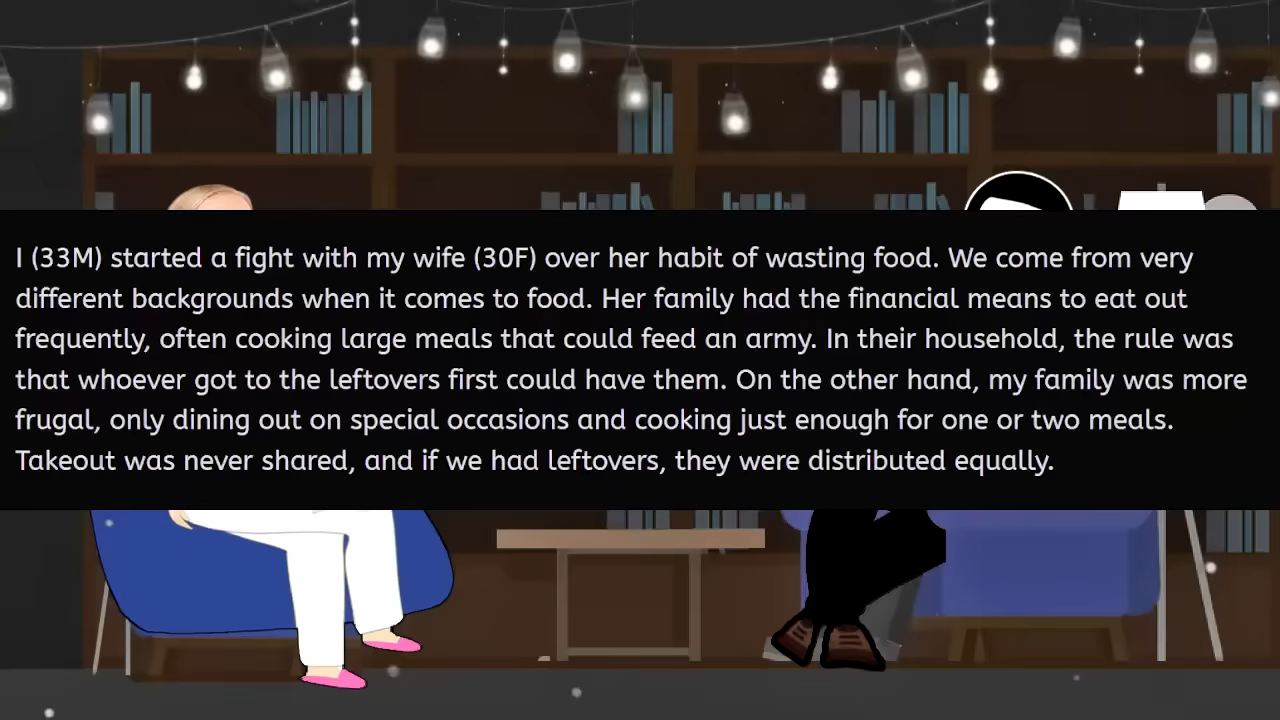 I (33M) started a fight with my wife (30F) over her habit of wasting food. We come from very
different backgrounds when it comes to food. Her family had the financial means to eat out
frequently, often cooking large meals that could feed an army. In their household, the rule was
that whoever got to the leftovers first could have them. On the other hand, my family was more
frugal, only dining out on special occasions and cooking just enough for one or two meals.
Takeout was never shared, and if we had leftovers, they were distributed equally.